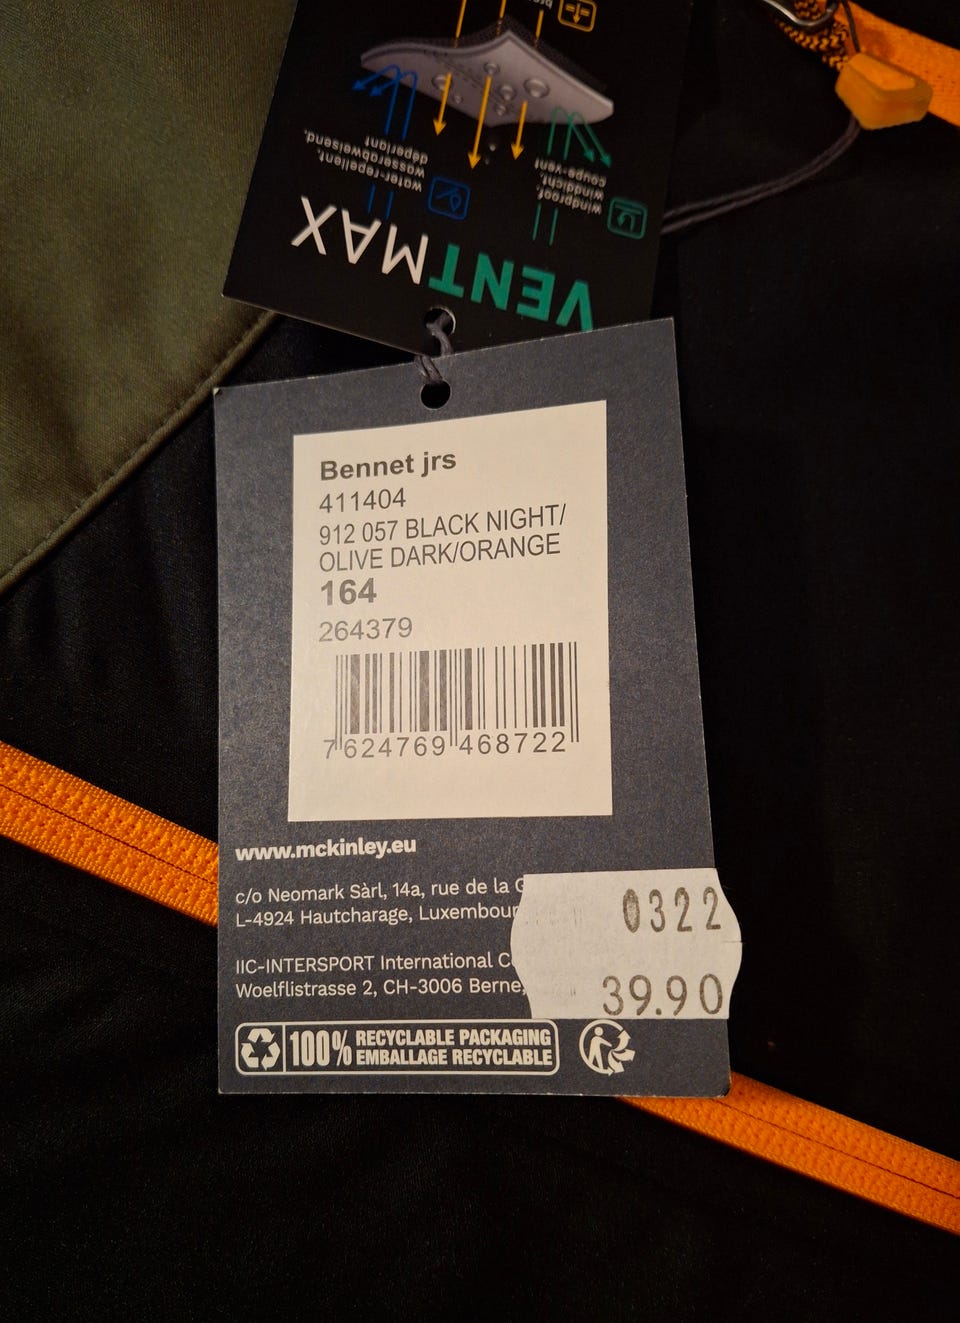 VENTMAX
windproof,
winddicht,
coupe-vent
water-repellent,
wasserabweisend,
déperlant
Bennet jrs
411404
912 057 BLACK NIGHT/
OLIVE DARK/ORANGE
164
264379
7 624769 468722
www.mckinley.eu
c/o Neomark Sàrl, 14a, rue de la
L-4924 Hautcharage,
IIC-INTERSPORT International
Woelflistrasse 2, CH-3006 Berne,
0322
39.90
100% RECYCLABLE PACKAGING
EMBALLAGE RECYCLABLE